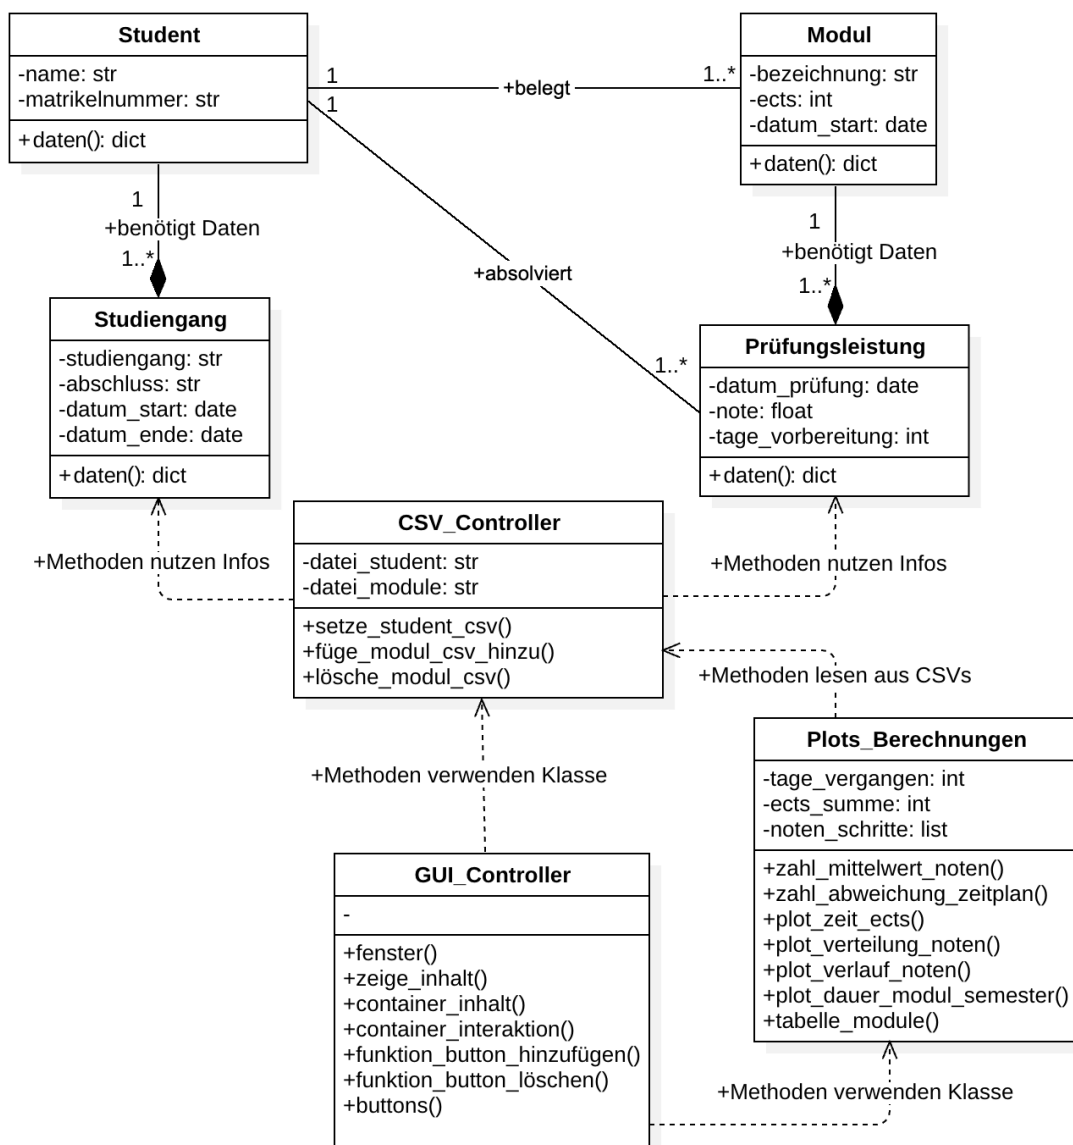 Student
-name: str
-matrikelnummer: str
+daten(): dict
Modul
-bezeichnung: str
-ects: int
-datum_start: date
+daten(): dict
1
+belegt
1..*
1
+absolviert
1..*
1
+benötigt Daten
1..*
1
+benötigt Daten
1..*
Studiengang
-studiengang: str
-abschluss: str
-datum_start: date
-datum_ende: date
+daten(): dict
Prüfungsleistung
-datum_prüfung: date
-note: float
-tage_vorbereitung: int
+daten(): dict
+Methoden nutzen Infos
CSV_Controller
-datei_student: str
-datei_module: str
+setze_student_csv()
+füge_modul_csv_hinzu()
+lösche_modul_csv()
+Methoden nutzen Infos
+Methoden lesen aus CSVs
+Methoden verwenden Klasse
Plots_Berechnungen
-tage_vergangen: int
-ects_summe: int
-noten_schritte: list
+zahl_mittelwert_noten()
+zahl_abweichung_zeitplan()
+plot_zeit_ects()
+plot_verteilung_noten()
+plot_verlauf_noten()
+plot_dauer_modul_semester()
+tabelle_module()
GUI_Controller
-
+fenster()
+zeige_inhalt()
+container_inhalt()
+container_interaktion()
+funktion_button_hinzufügen()
+funktion_button_löschen()
+buttons()
+Methoden verwenden Klasse